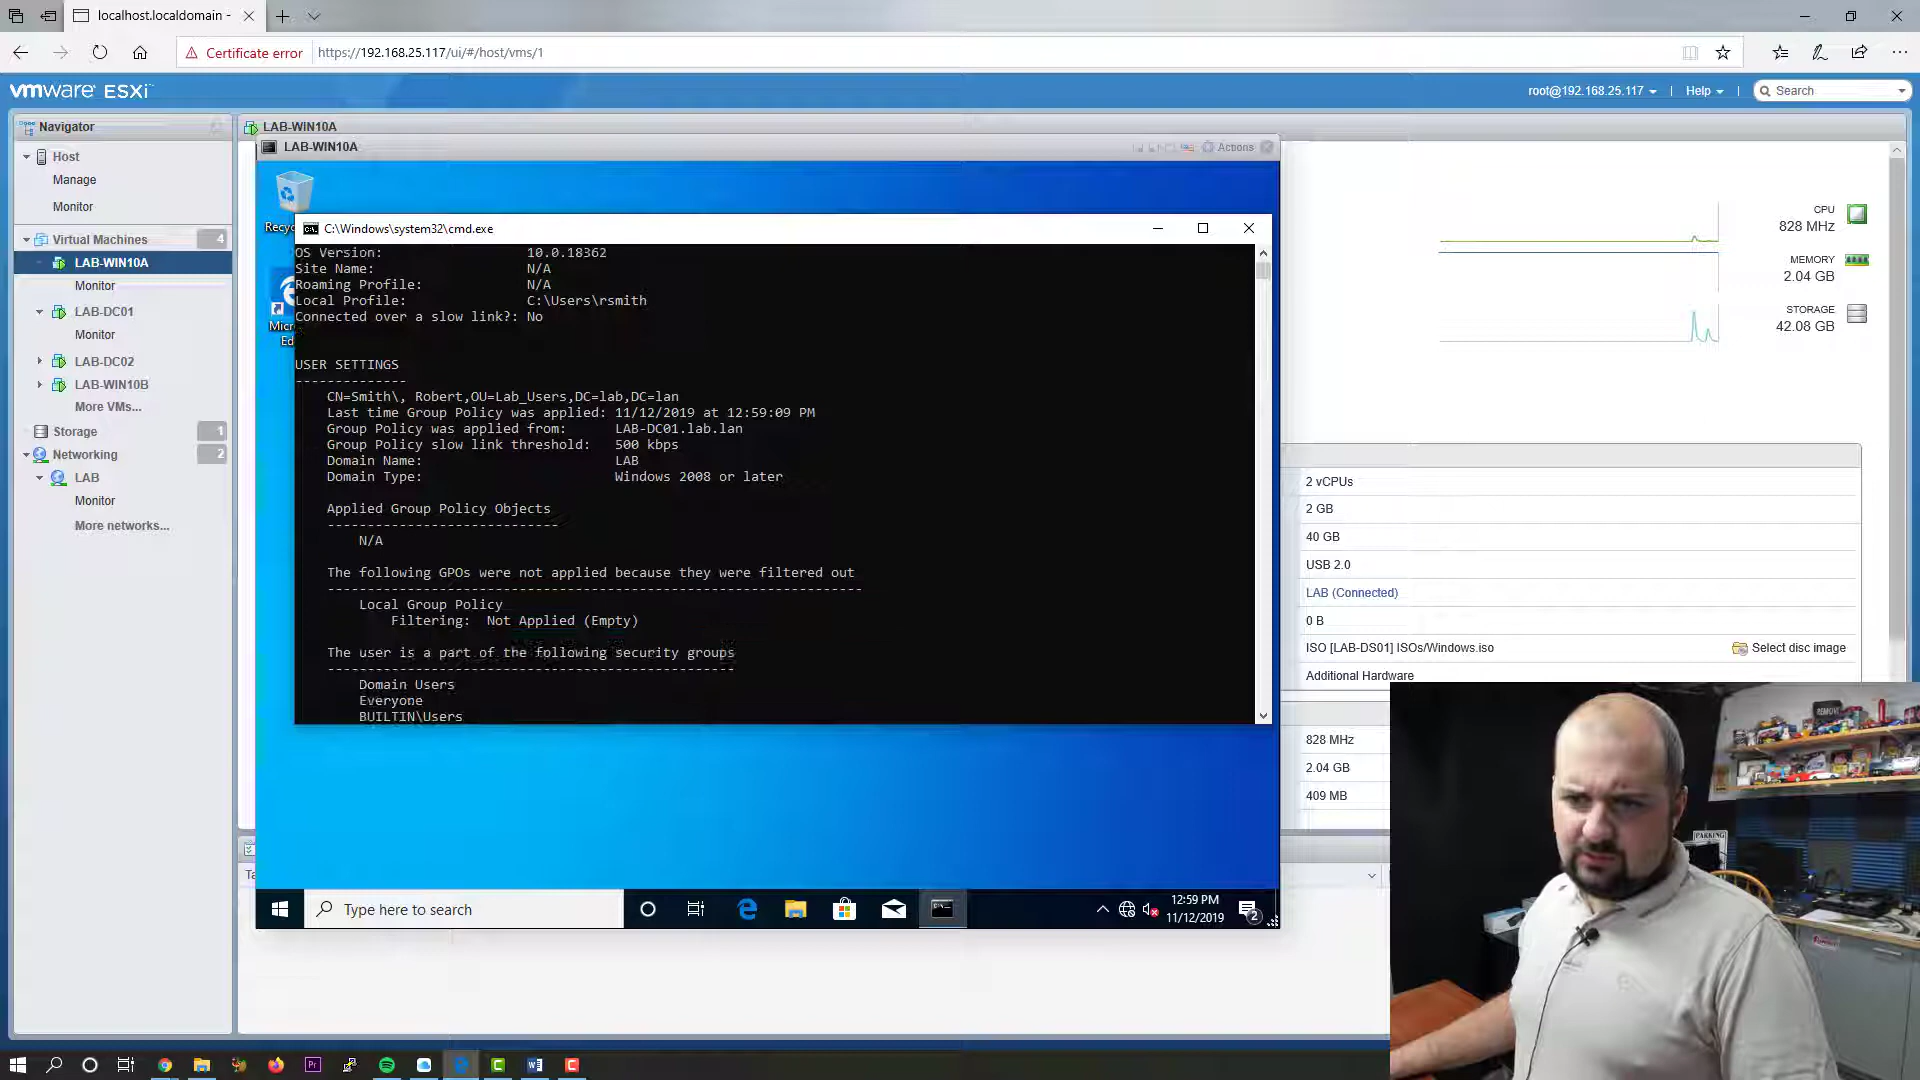 localhost.localdomain -
Certificate error
https://192.168.25.117/ui/#/host/vms/1
vmware ESXi
root@192.168.25.117
Help
Search
Navigator
Host
Manage
Monitor
Virtual Machines
4
LAB-WIN10A
Monitor
LAB-DC01
Monitor
LAB-DC02
LAB-WIN10B
More VMs...
Storage
1
Networking
2
LAB
Monitor
More networks...
LAB-WIN10A
LAB-WIN10A
Actions
C:\Windows\system32\cmd.exe
OS Version: 10.0.18362
Site Name: N/A
Roaming Profile: N/A
Local Profile: C:\Users\rsmith
Connected over a slow link?: No
USER SETTINGS
--------------
CN=Smith\, Robert,OU=Lab_Users,DC=lab,DC=lan
Last time Group Policy was applied: 11/12/2019 at 12:59:09 PM
Group Policy was applied from: LAB-DC01.lab.lan
Group Policy slow link threshold: 500 kbps
Domain Name: LAB
Domain Type: Windows 2008 or later
Applied Group Policy Objects
-----------------------------
N/A
The following GPOs were not applied because they were filtered out
-------------------------------------------------------------------
Local Group Policy
Filtering: Not Applied (Empty)
The user is a part of the following security groups
---------------------------------------------------
Domain Users
Everyone
BUILTIN\Users
Type here to search
12:59 PM
11/12/2019
2
CPU
828 MHz
MEMORY
2.04 GB
STORAGE
42.08 GB
2 vCPUs
2 GB
40 GB
USB 2.0
LAB (Connected)
0 B
ISO [LAB-DS01] ISOs/Windows.iso
Select disc image
Additional Hardware
828 MHz
2.04 GB
409 MB
REMOVE
PARKING